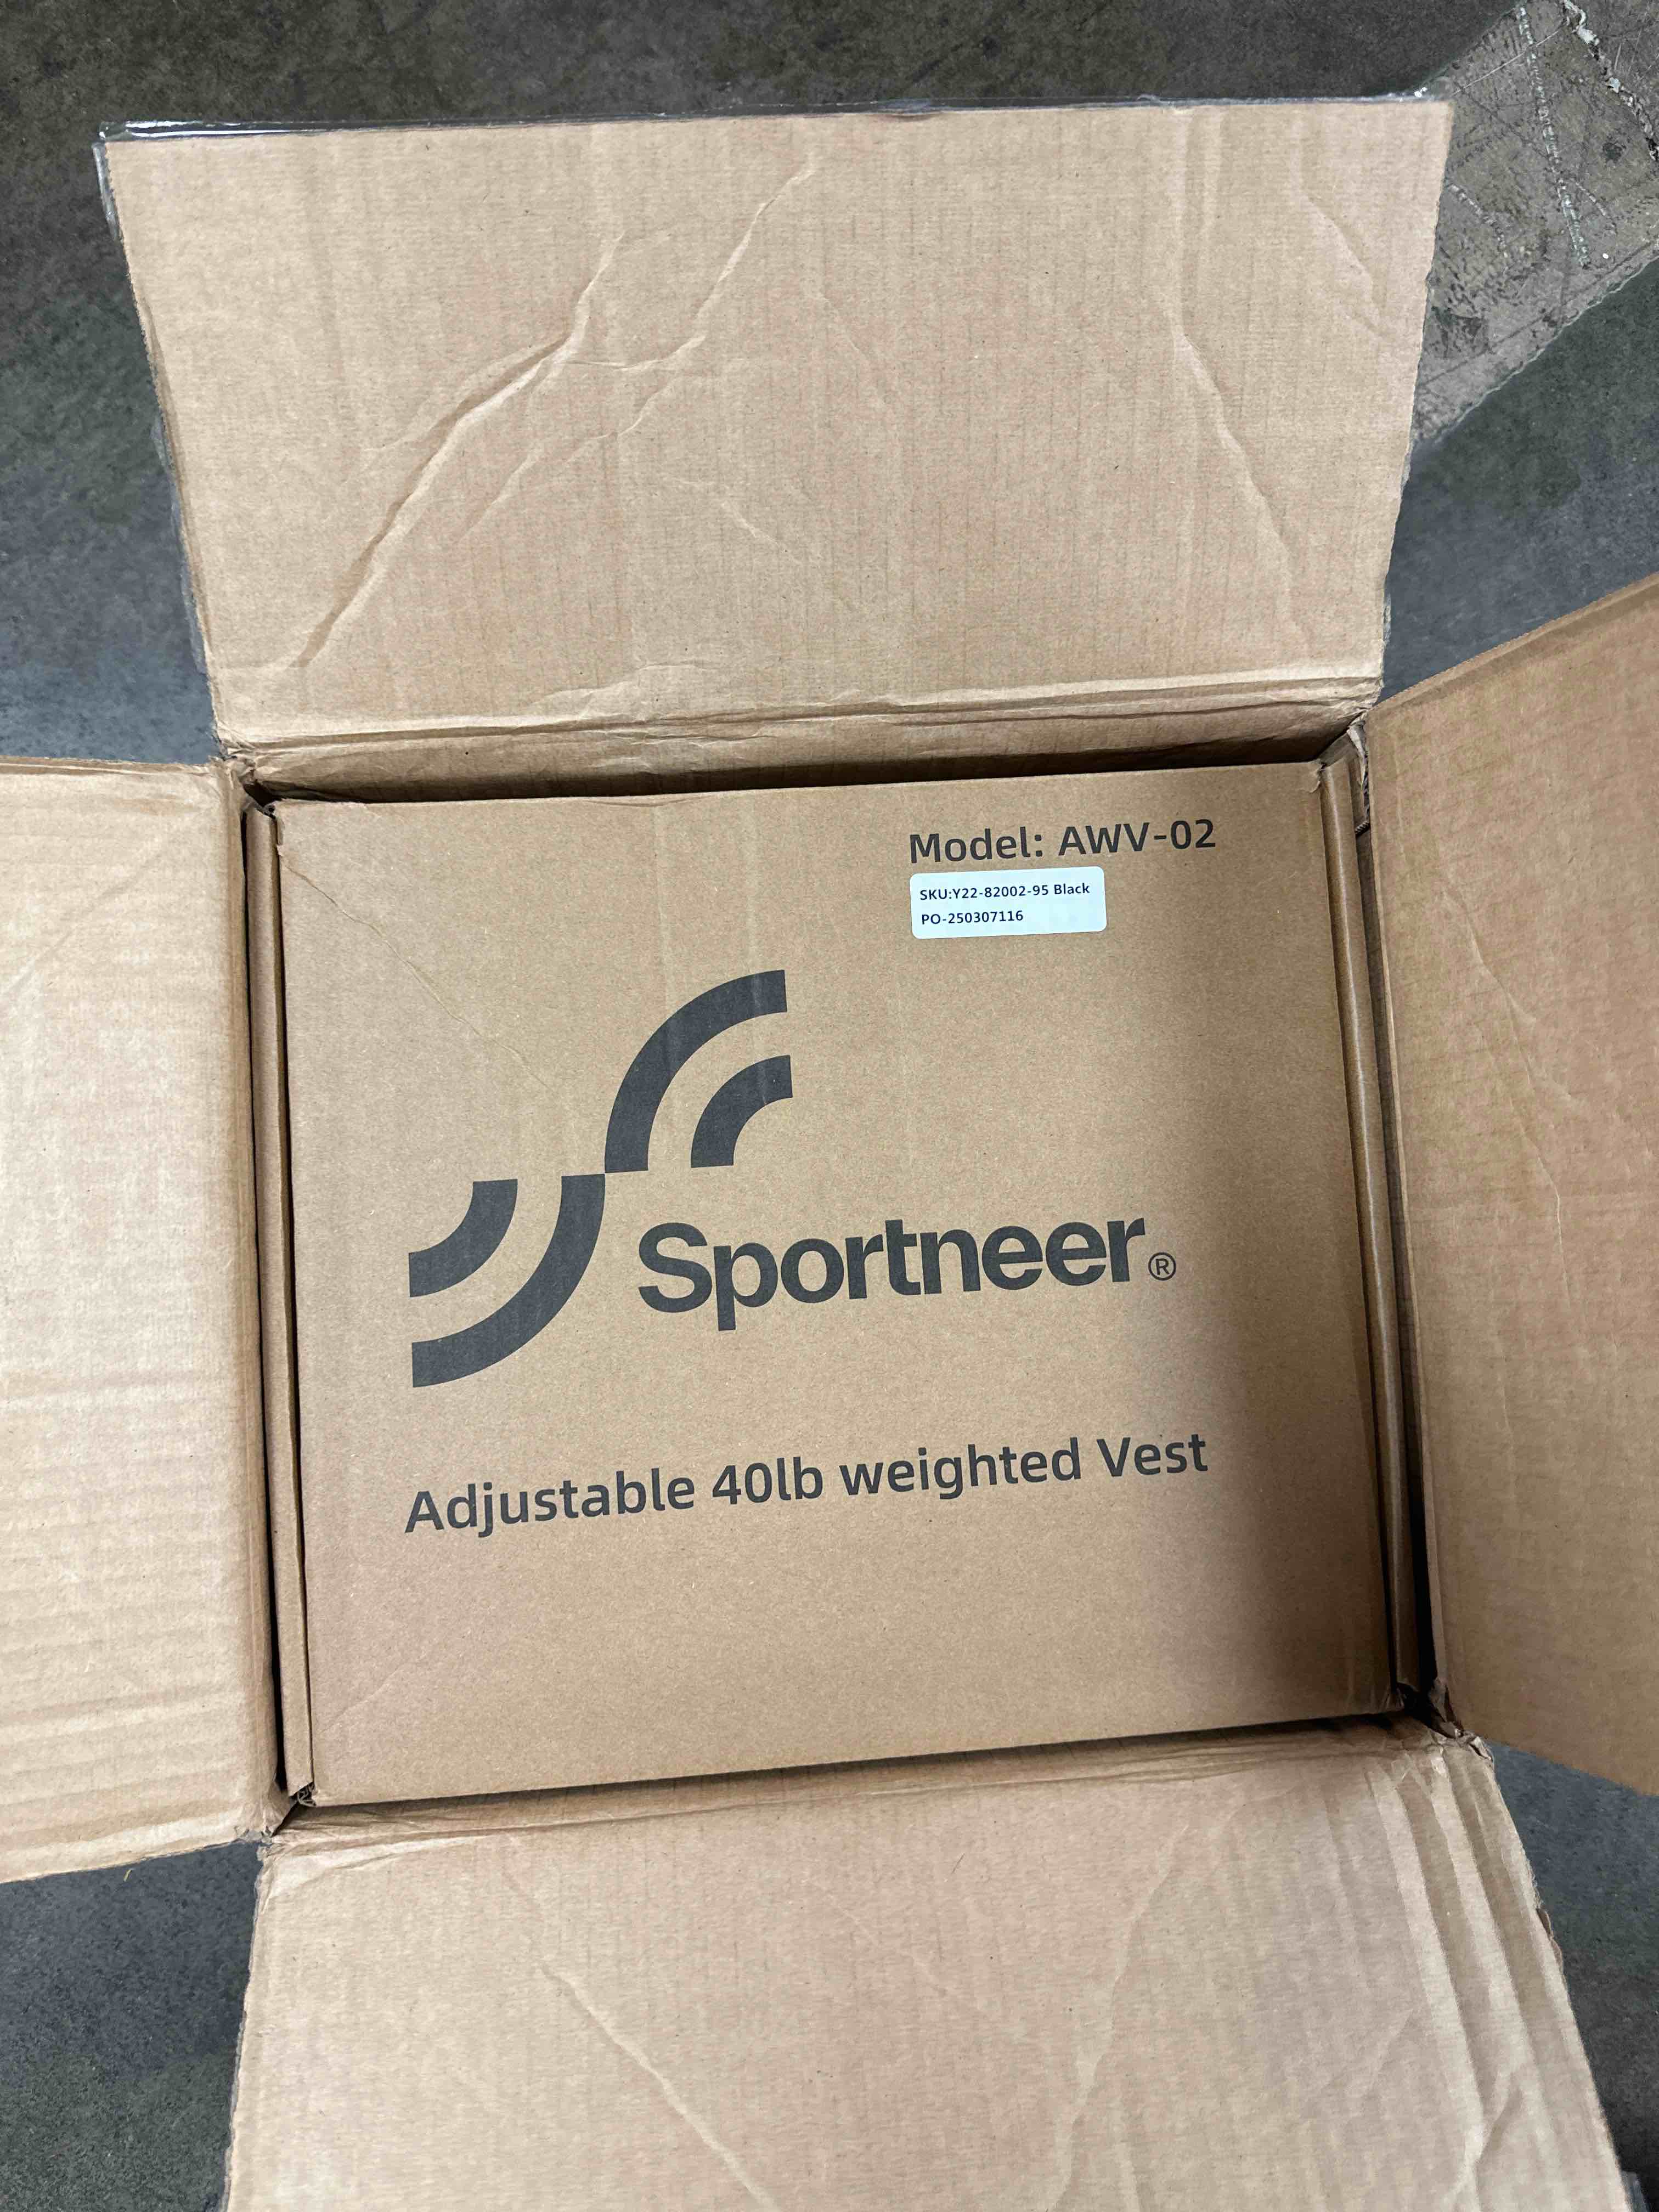 Model: AWV-02
SKU:Y22-82002-95 Black
PO-250307116
Sportneer®
Adjustable 40lb weighted Vest